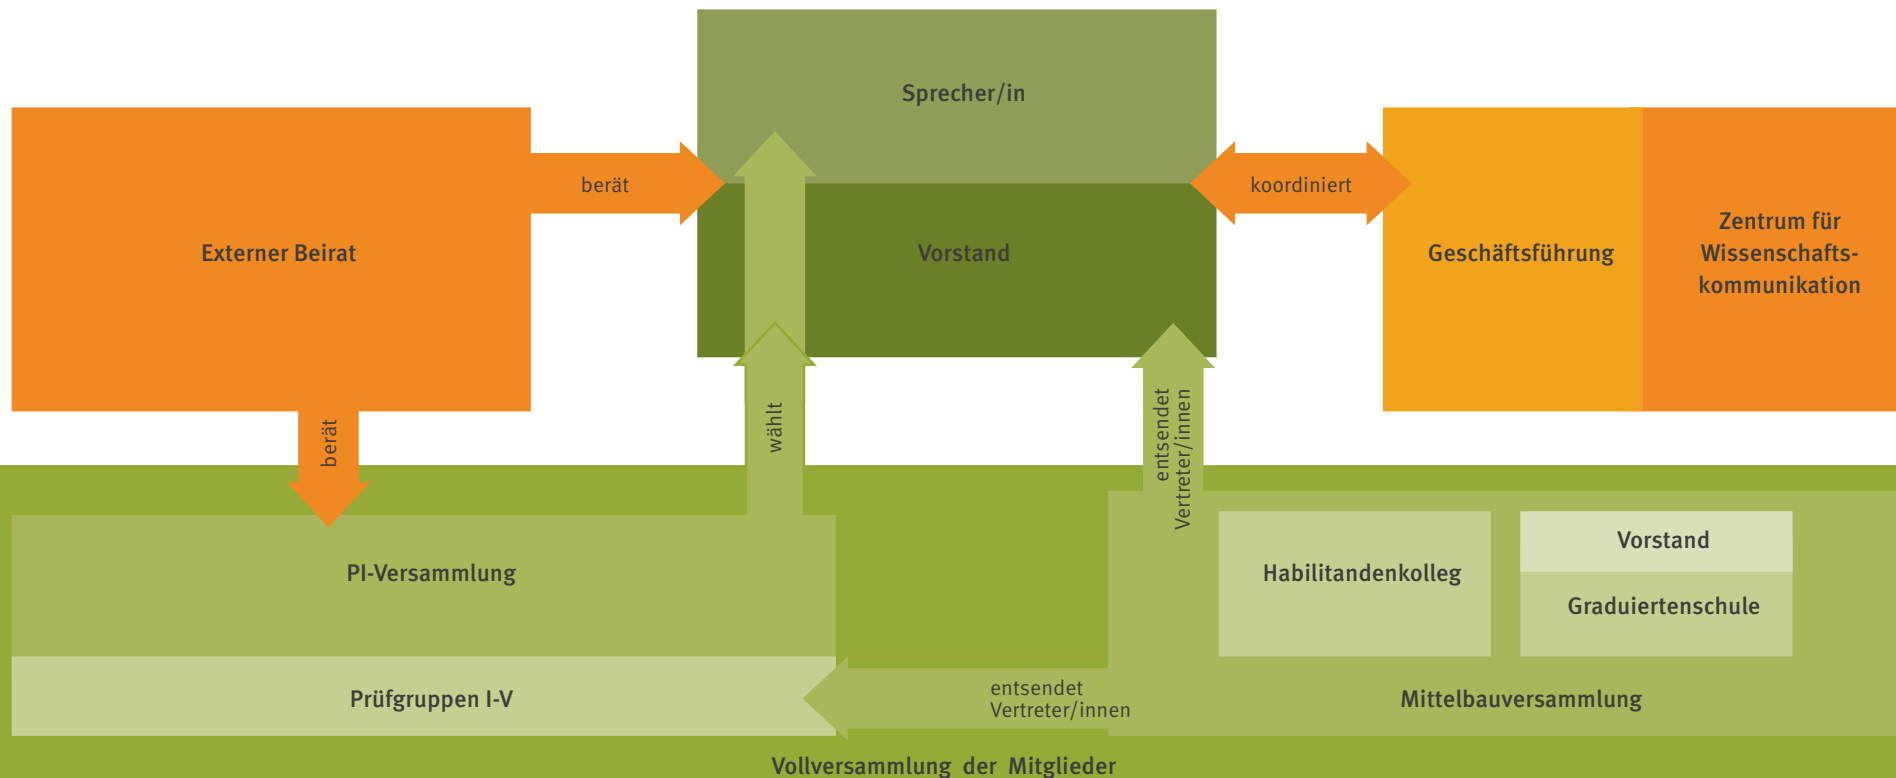 Sprecher/in
berät
koordiniert
Externer Beirat
Vorstand
Geschäftsführung
Zentrum für
Wissenschafts-
kommunikation
berät
wählt
entsendet
Vertreter/innen
PI-Versammlung
Habilitandenkolleg
Vorstand
Graduiertenschule
Prüfgruppen I-V
entsendet
Vertreter/innen
Mittelbauversammlung
Vollversammlung der Mitglieder